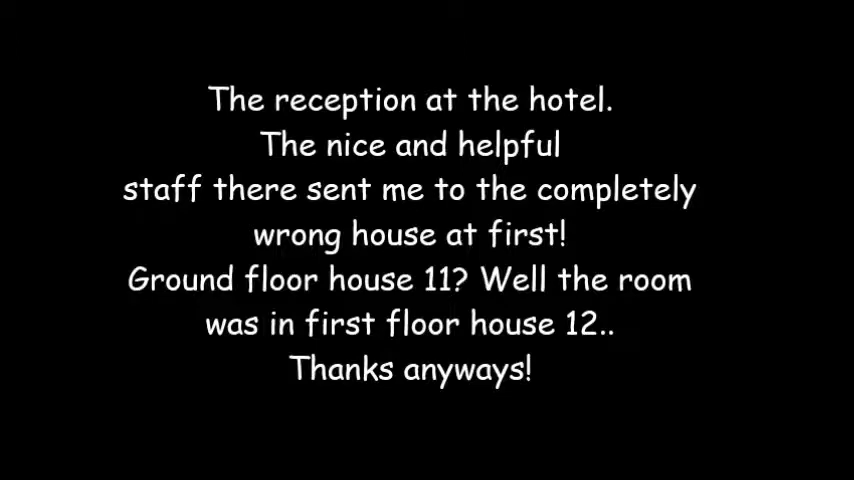 The reception at the hotel.
The nice and helpful
staff there sent me to the completely
wrong house at first!
Ground floor house 11? Well the room
was in first floor house 12..
Thanks anyways!